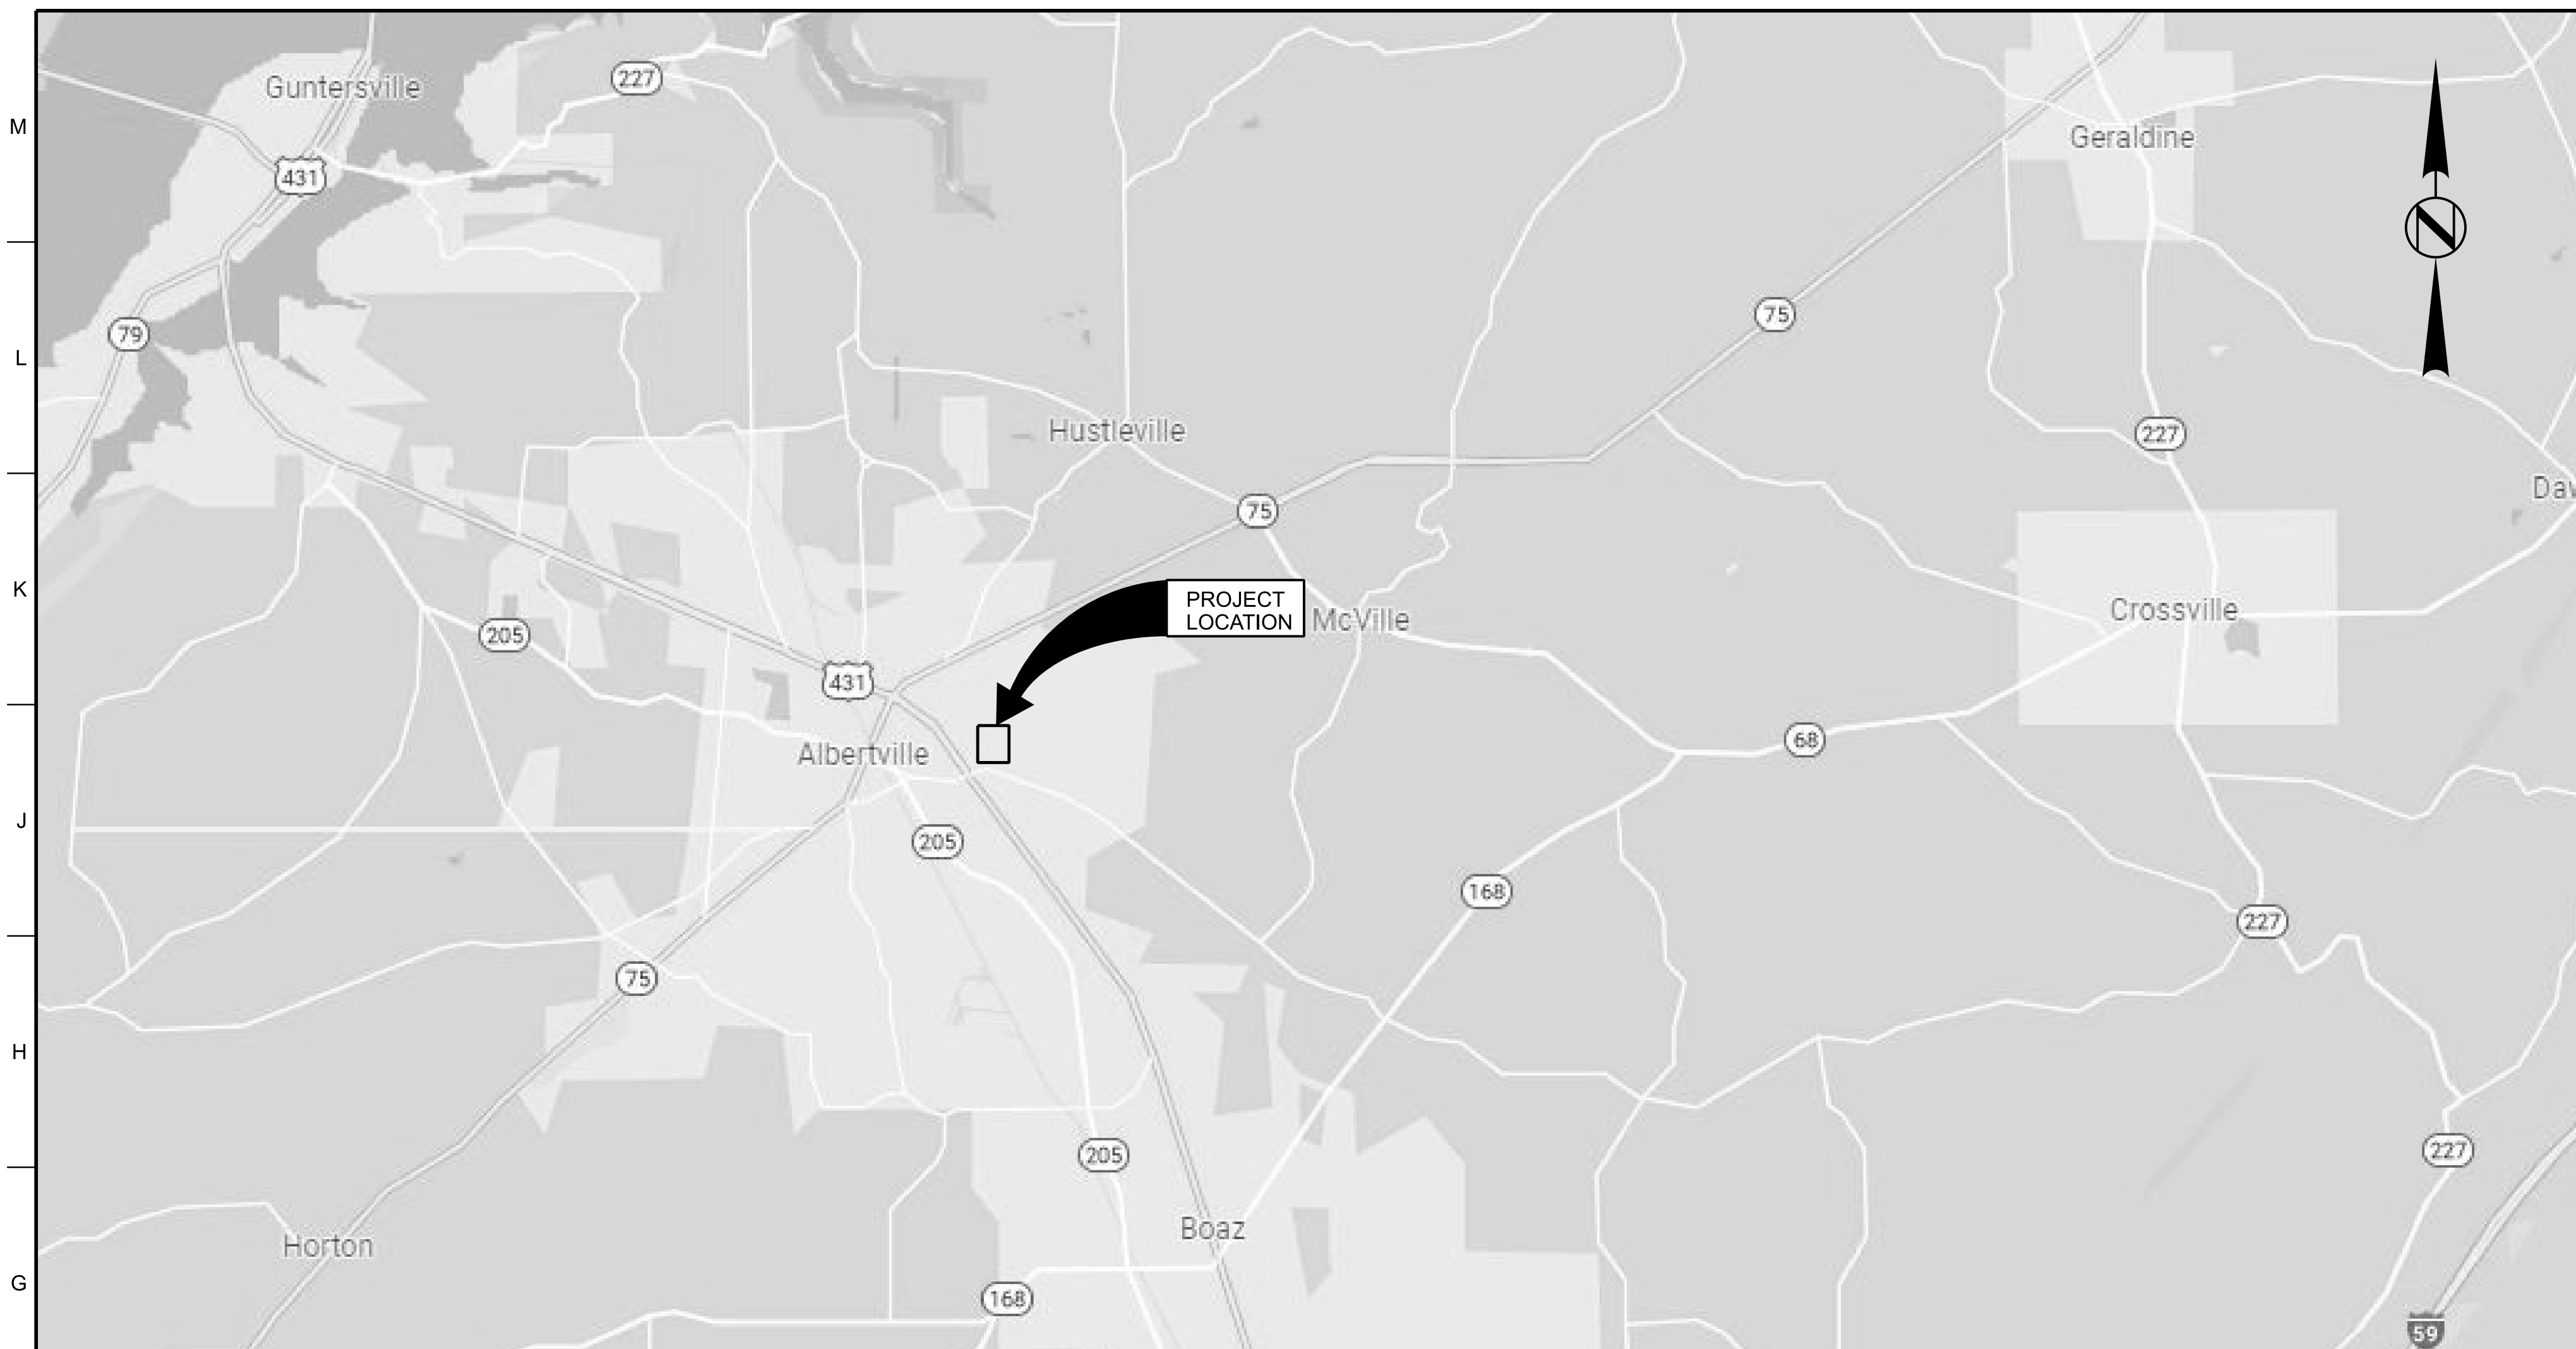 Guntersville
227
M
Geraldine
431
N
79
75
L
Hustleville
227
75
Dav
K
PROJECT
LOCATION
McVille
Crossville
205
431
Albertville
68
J
205
168
227
75
H
205
227
Boaz
Horton
G
168
59